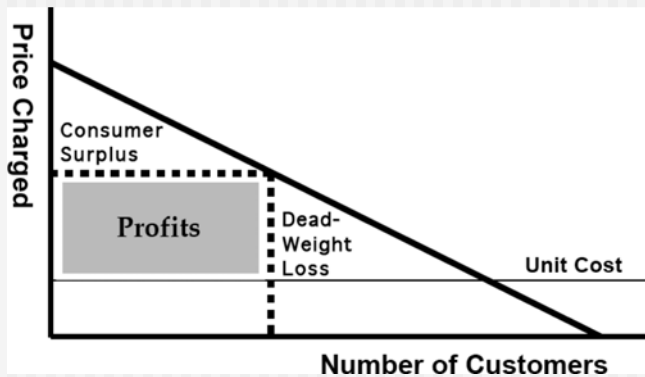 Price Charged
Consumer
Surplus
Profits
Dead-
Weight
Loss
Unit Cost
Number of Customers